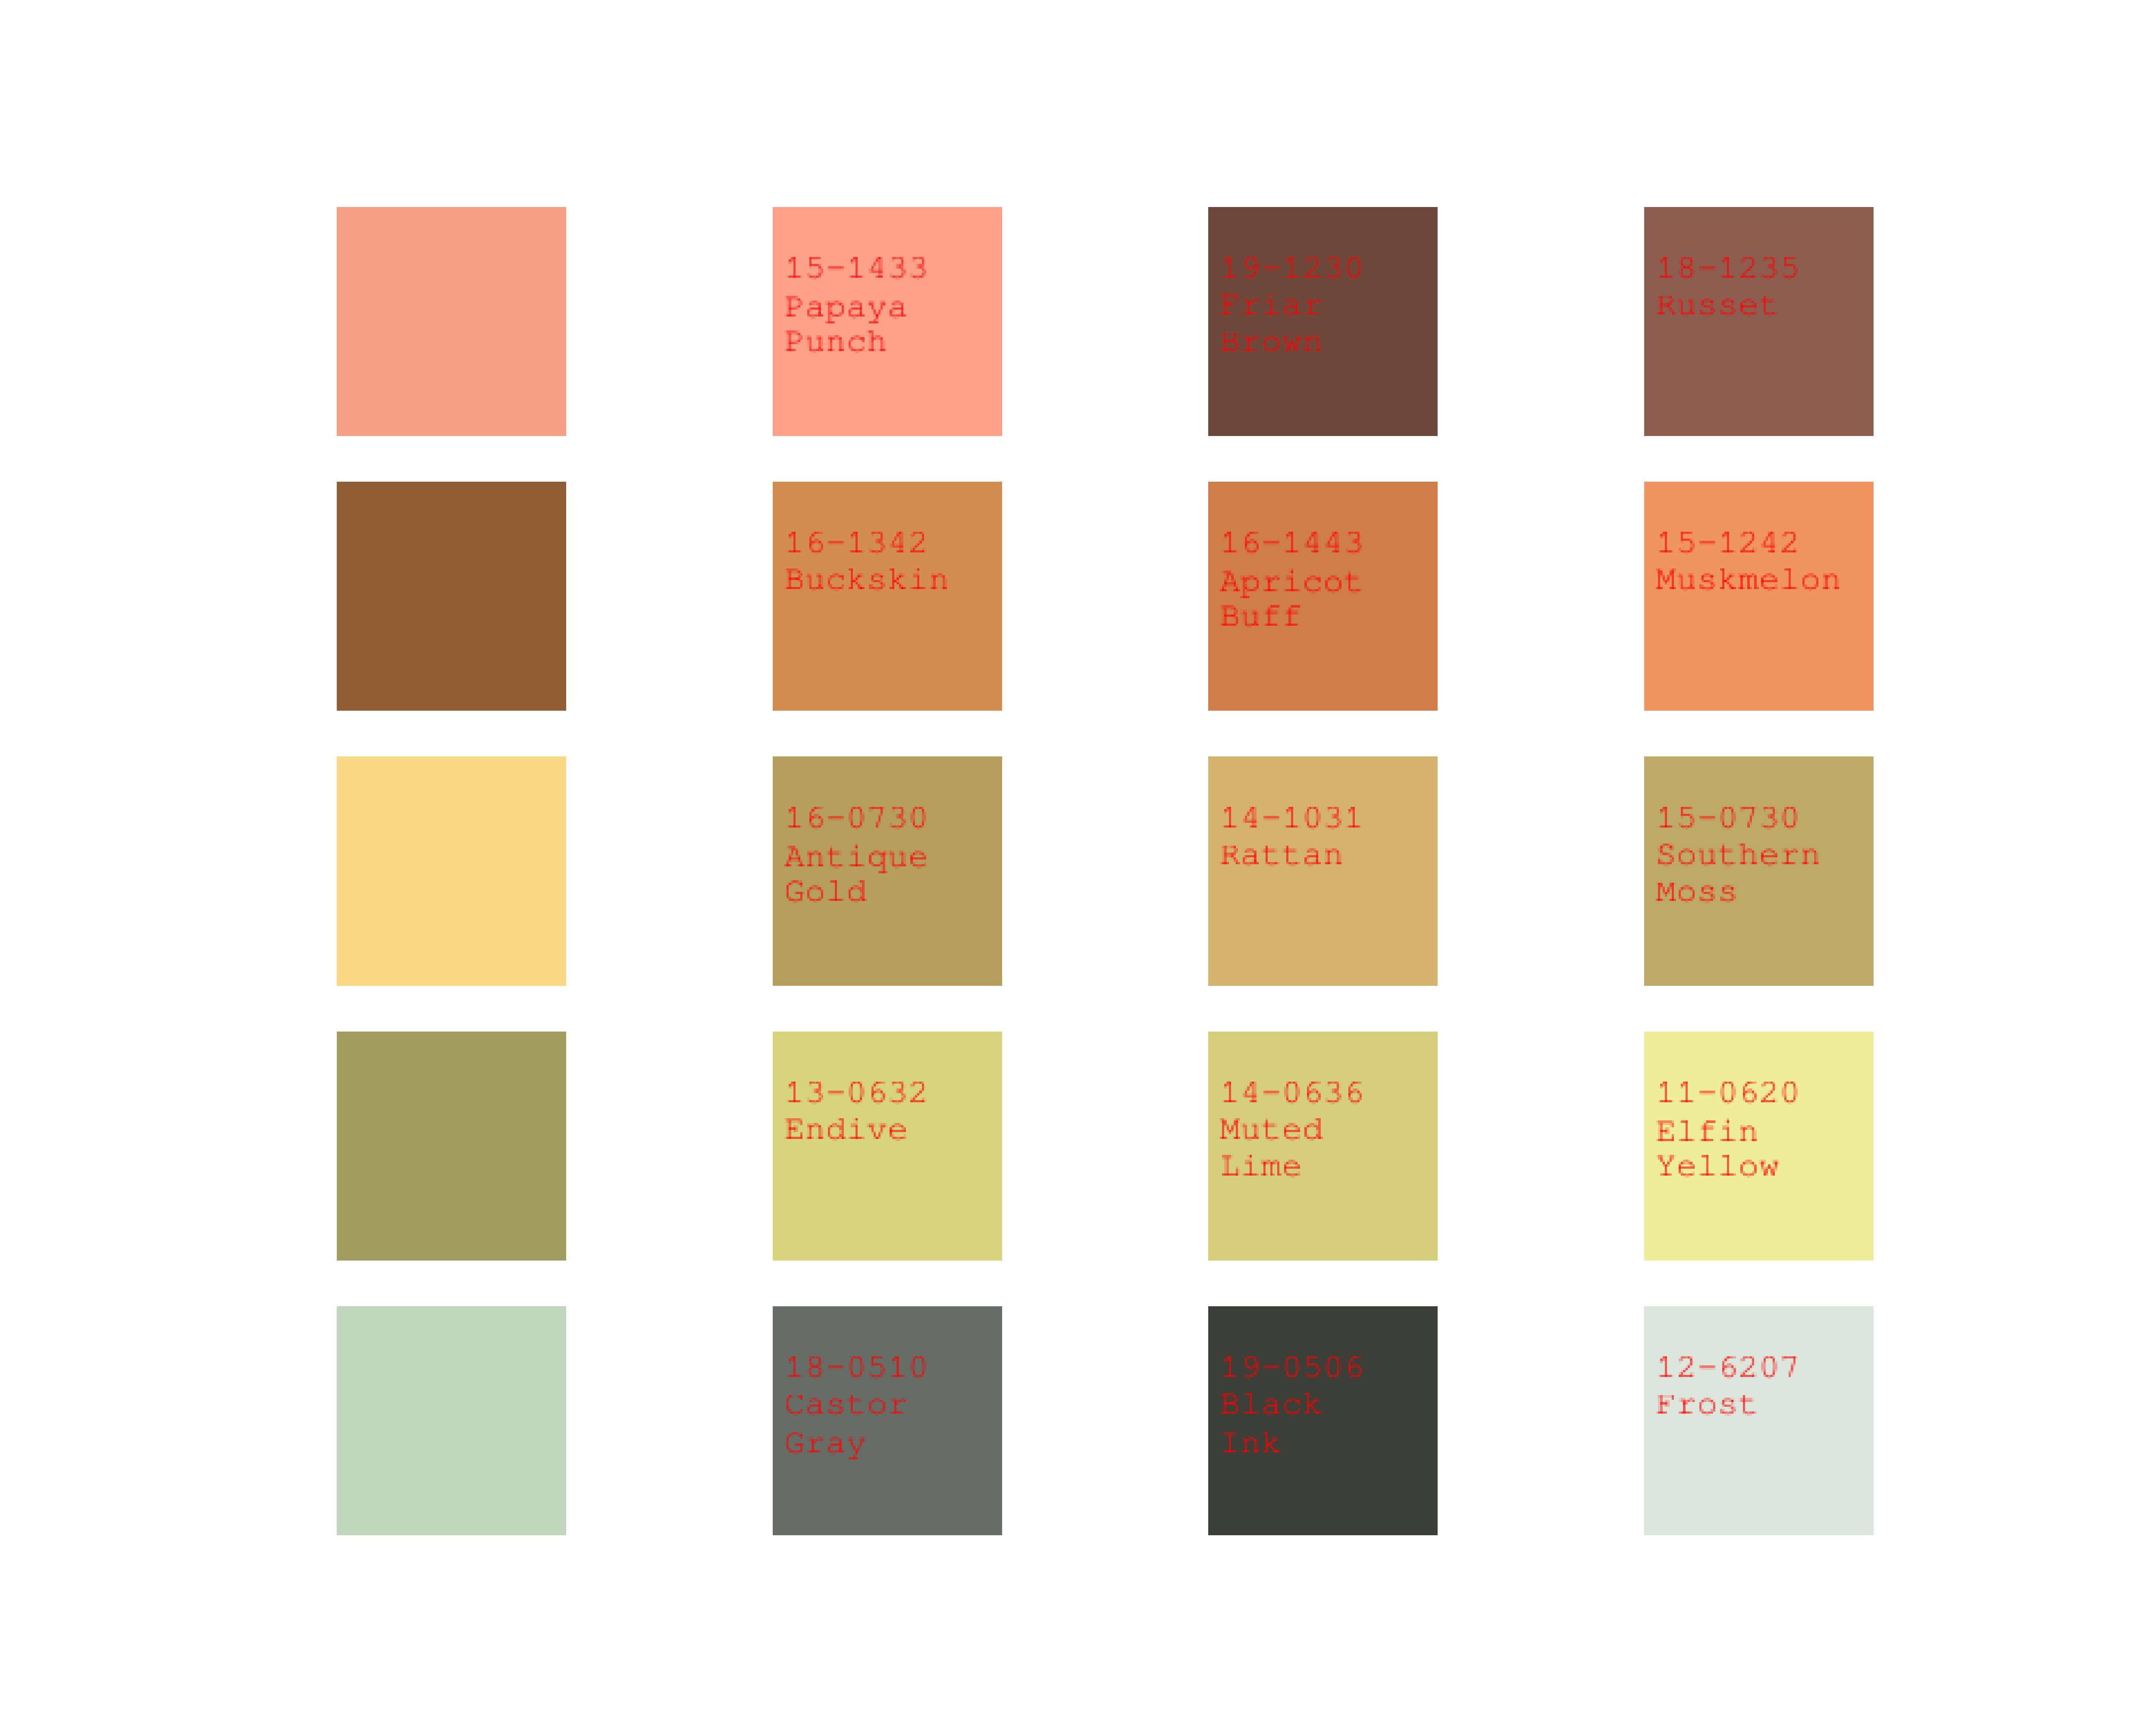 15-1433
Papaya
Punch
19-1230
Friar
Brown
18-1235
Russet
16-1342
Buckskin
16-1443
Apricot
Buff
15-1242
Muskmelon
16-0730
Antique
Gold
14-1031
Rattan
15-0730
Southern
Moss
13-0632
Endive
14-0636
Muted
Lime
11-0620
Elfin
Yellow
18-0510
Castor
Gray
19-0506
Black
Ink
12-6207
Frost